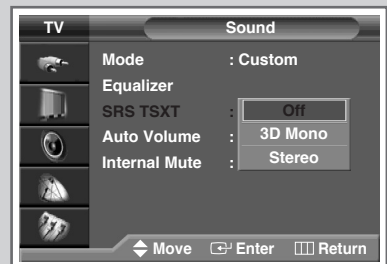 TV Sound
Mode : Custom
Equalizer
SRS TSXT : Off
3D Mono
Auto Volume :
Stereo
Internal Mute :
Move Enter Return